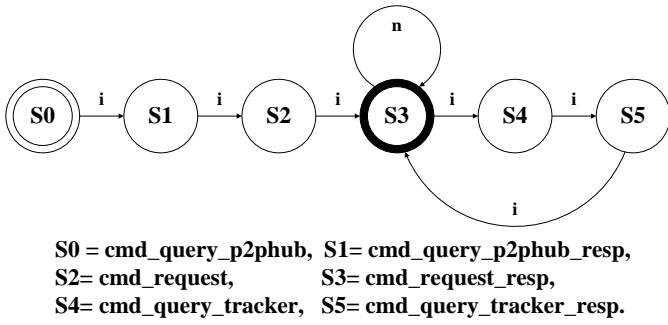 n
i i i i i
S0 S1 S2 S3 S4 S5
i
S0 = cmd_query_p2phub, S1= cmd_query_p2phub_resp,
S2= cmd_request, S3= cmd_request_resp,
S4= cmd_query_tracker, S5= cmd_query_tracker_resp.